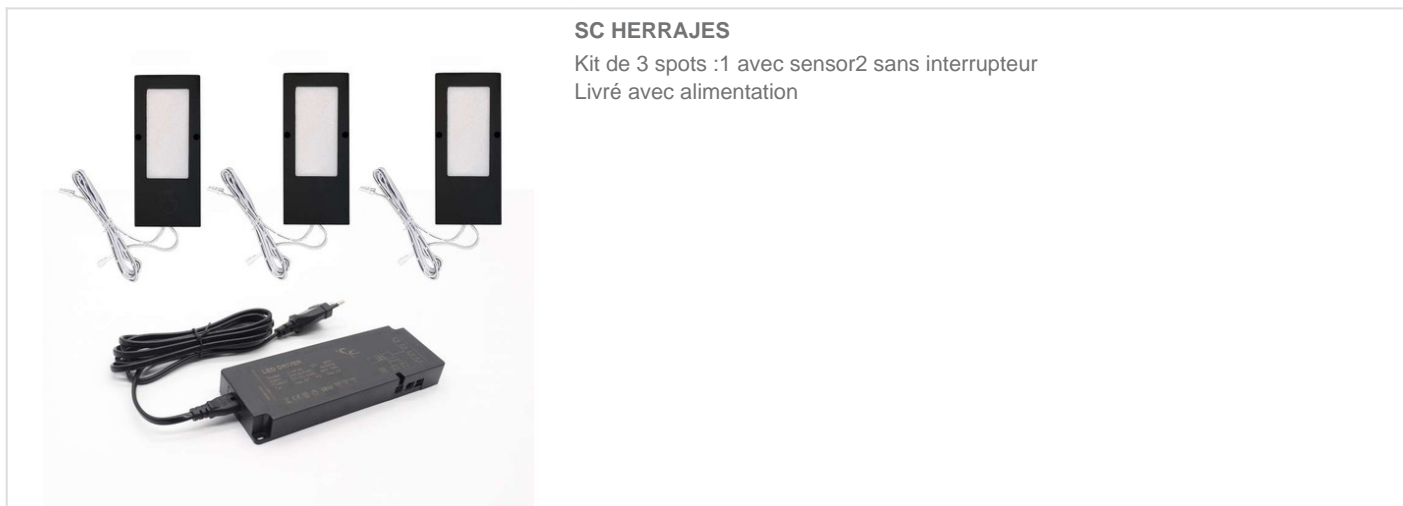 SC HERRAJES
Kit de 3 spots :1 avec sensor2 sans interrupteur
Livré avec alimentation
LED DRIVER